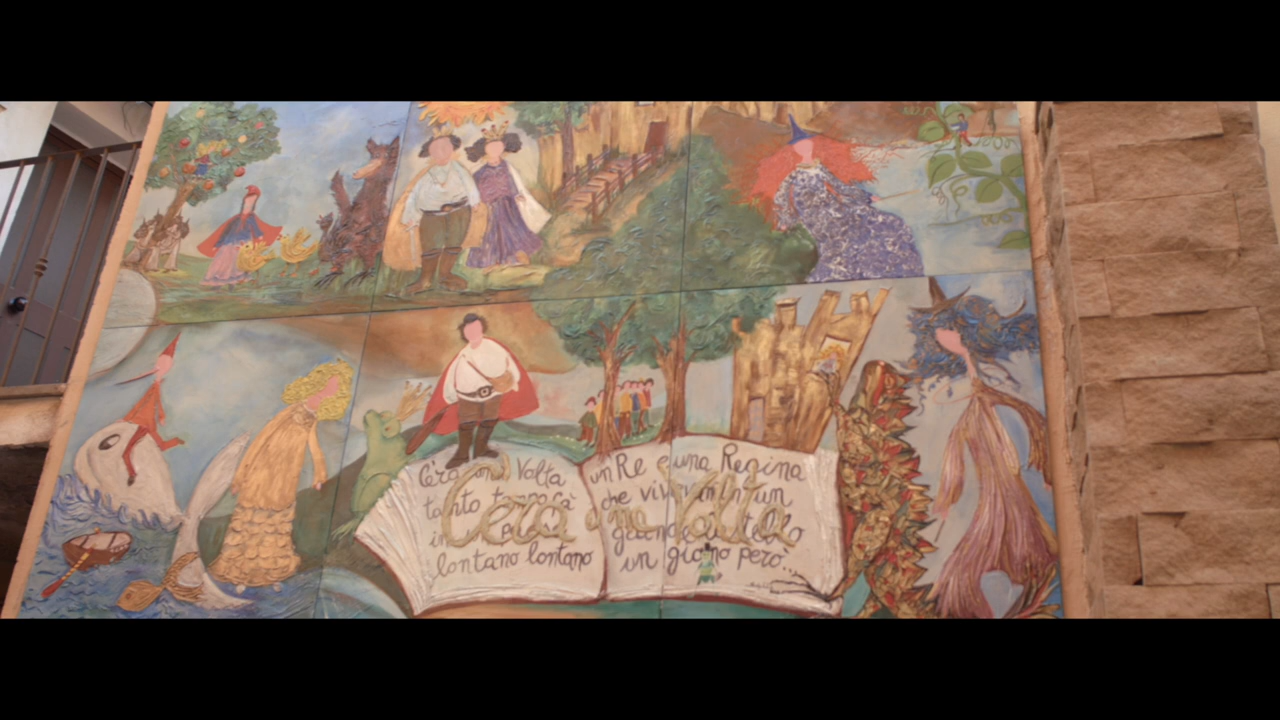 C'era una Volta
tanto tempo fà
in
lontano lontano
un Re e una Regina
che vivevano in un
grande castello
un giorno però...
C'era una Volta